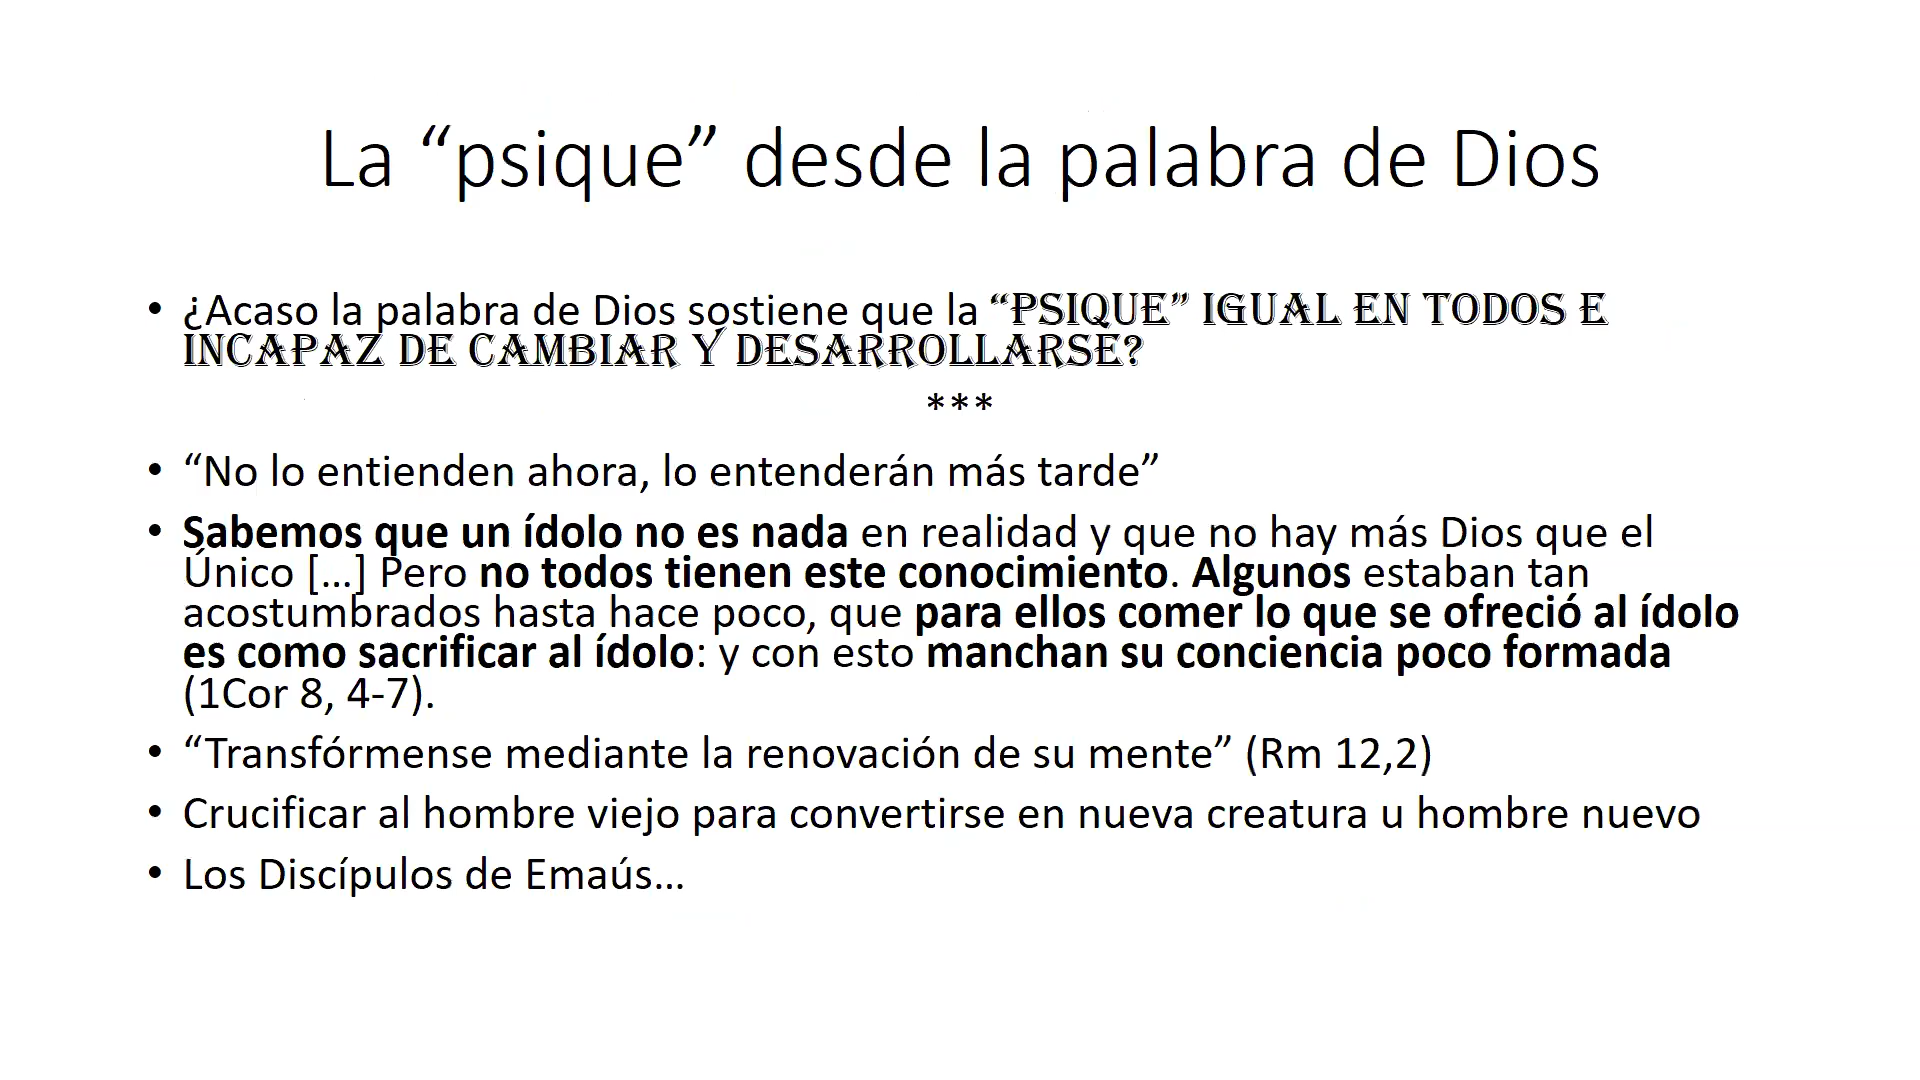 La “psique” desde la palabra de Dios
• ¿Acaso la palabra de Dios sostiene que la “PSIQUE” IGUAL EN TODOS E
INCAPAZ DE CAMBIAR Y DESARROLLARSE?
***
• “No lo entienden ahora, lo entenderán más tarde”
• Sabemos que un ídolo no es nada en realidad y que no hay más Dios que el
Único [...] Pero no todos tienen este conocimiento. Algunos estaban tan
acostumbrados hasta hace poco, que para ellos comer lo que se ofreció al ídolo
es como sacrificar al ídolo: y con esto manchan su conciencia poco formada
(1Cor 8, 4-7).
• “Transfórmense mediante la renovación de su mente” (Rm 12,2)
• Crucificar al hombre viejo para convertirse en nueva creatura u hombre nuevo
• Los Discípulos de Emaús...